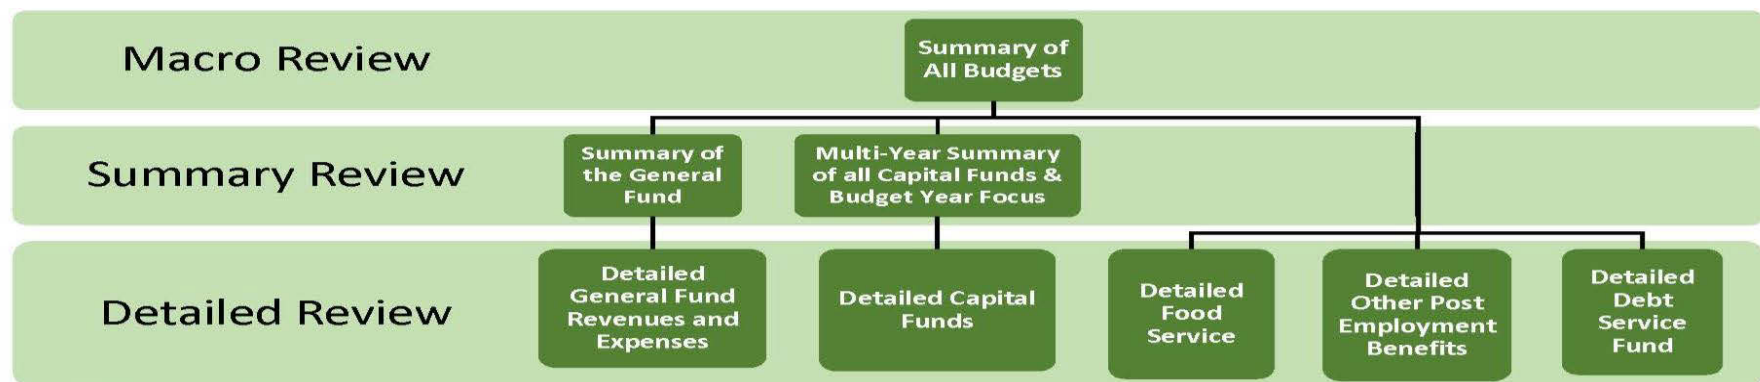 Macro Review
Summary of
All Budgets
Summary Review
Summary of
the General
Fund
Multi-Year Summary
of all Capital Funds &
Budget Year Focus
Detailed Review
Detailed
General Fund
Revenues and
Expenses
Detailed Capital
Funds
Detailed
Food
Service
Detailed
Other Post
Employment
Benefits
Detailed
Debt
Service
Fund